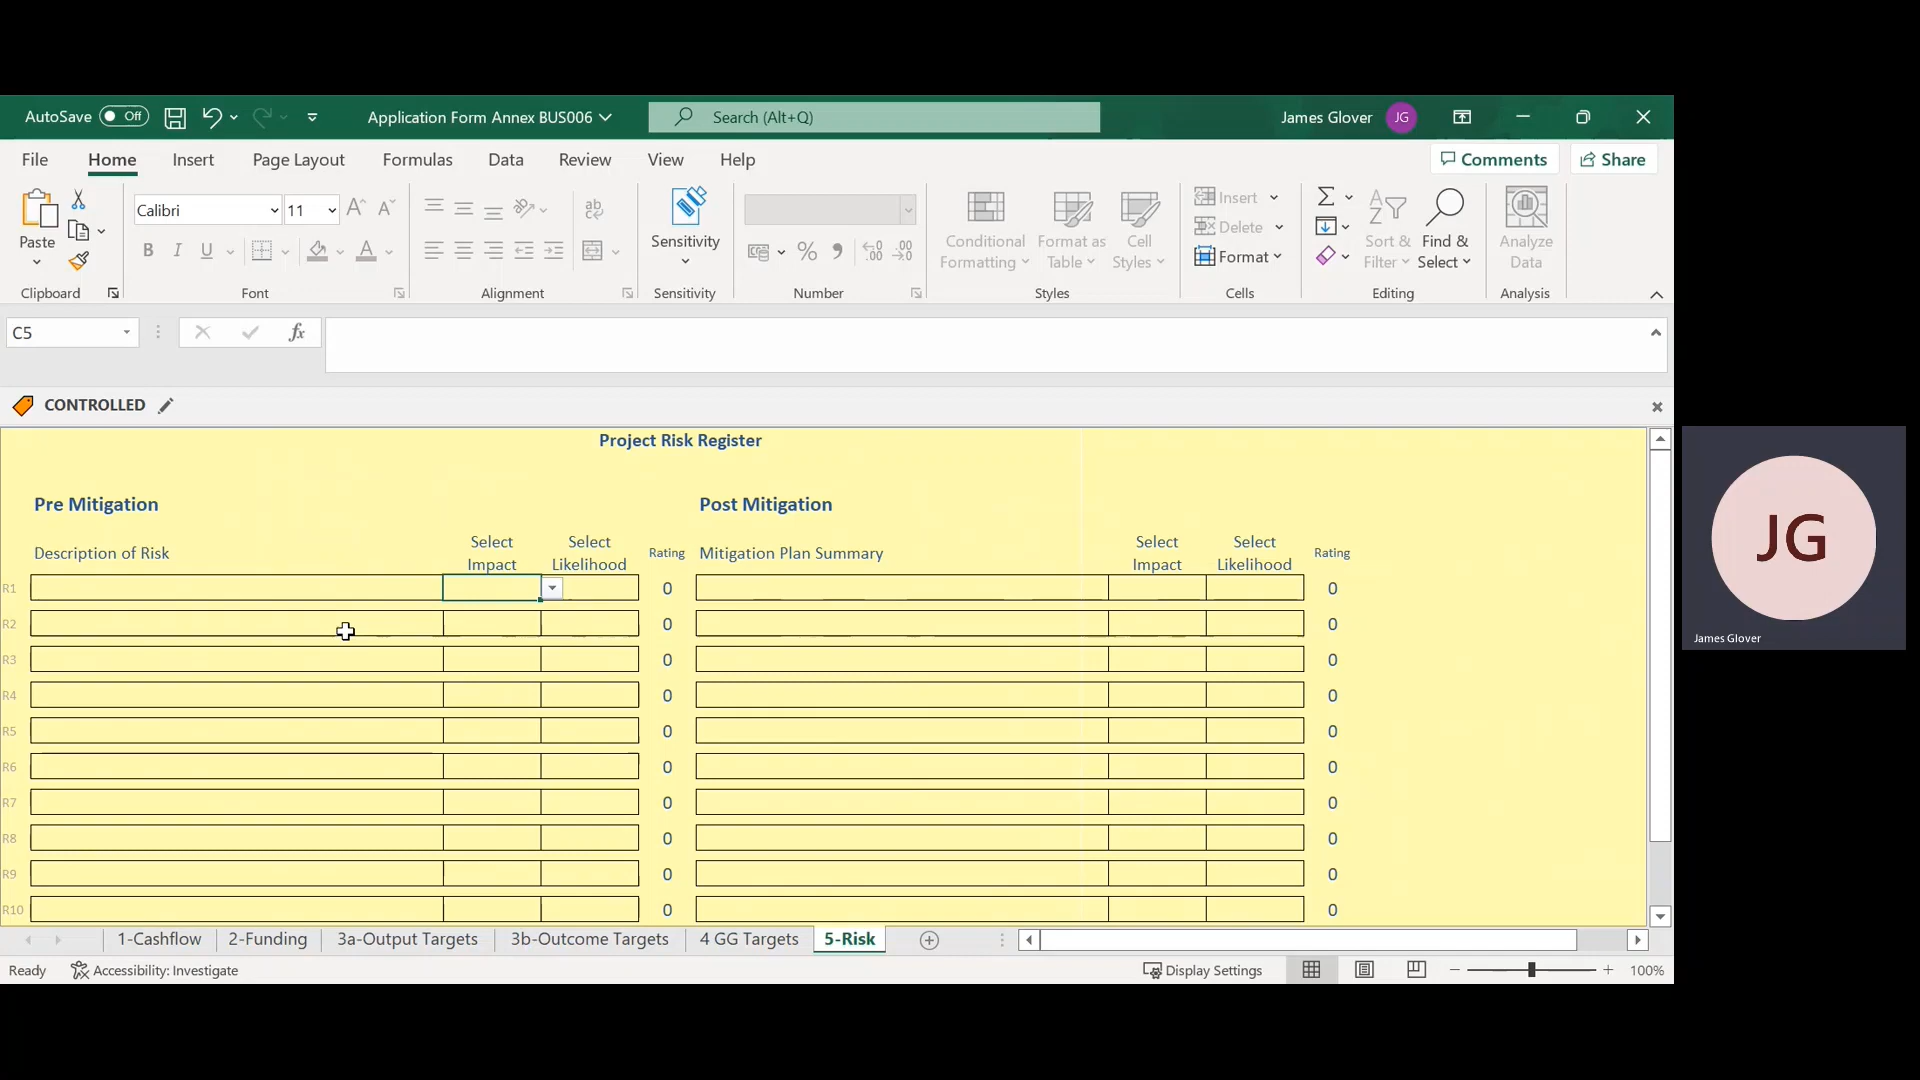 AutoSave Off Application Form Annex BUS006 Search (Alt+Q) James Glover JG
File Home Insert Page Layout Formulas Data Review View Help Comments Share
Paste
Calibri 11
B I U A
ab
Sensitivity
% 9
Conditional Formatting
Format as Table
Cell Styles
Insert
Delete
Format
Sort & Filter
Find & Select
Analyze Data
Clipboard Font Alignment Sensitivity Number Styles Cells Editing Analysis
C5 fx
CONTROLLED
Project Risk Register
Pre Mitigation Post Mitigation
Description of Risk Select Impact Select Likelihood Rating Mitigation Plan Summary Select Impact Select Likelihood Rating
R1 0 0
R2 0 0
R3 0 0
R4 0 0
R5 0 0
R6 0 0
R7 0 0
R8 0 0
R9 0 0
R10 0 0
1-Cashflow 2-Funding 3a-Output Targets 3b-Outcome Targets 4 GG Targets 5-Risk
Ready Accessibility: Investigate Display Settings 100%
JG
James Glover